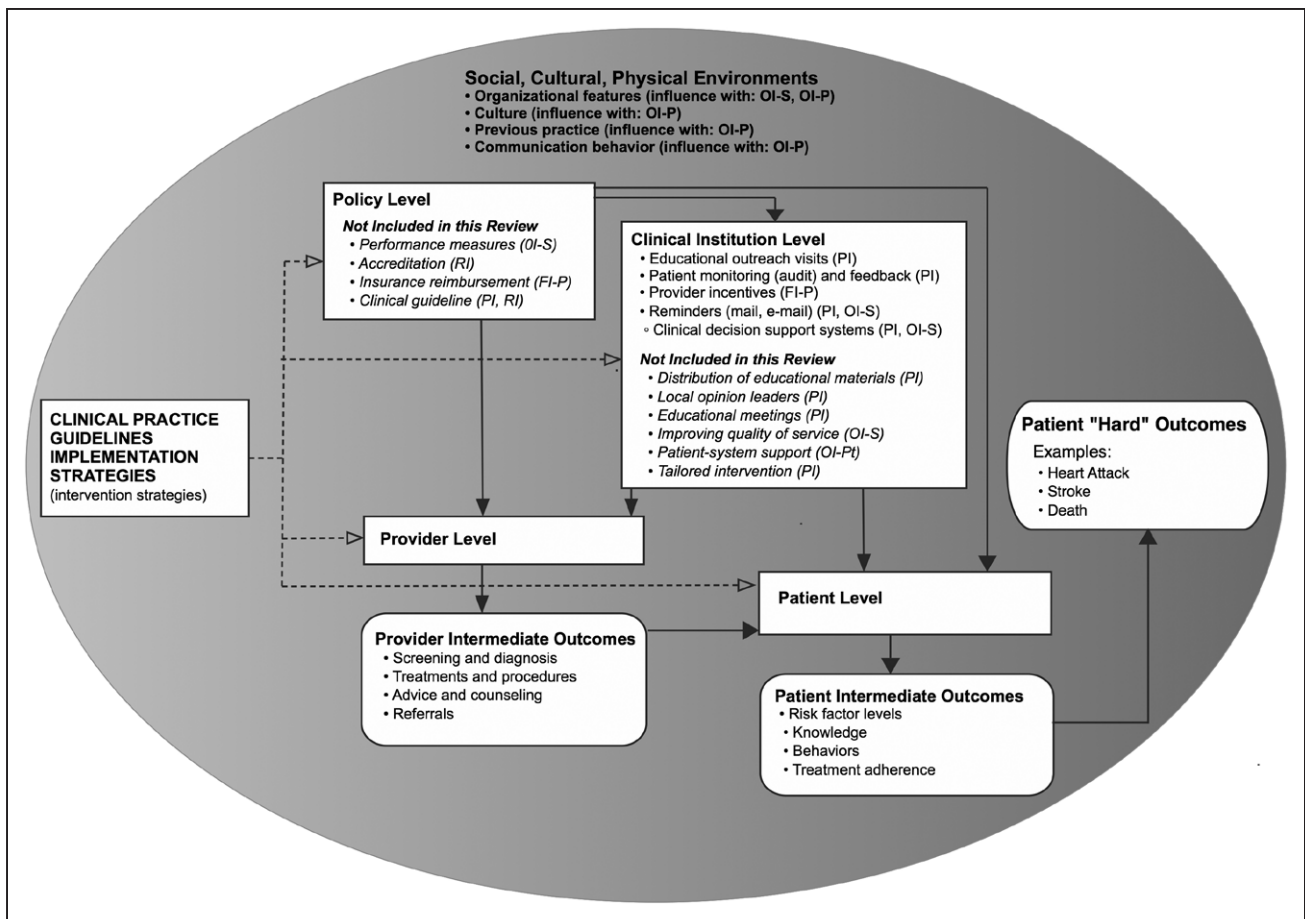 Social, Cultural, Physical Environments
• Organizational features (influence with: OI-S, OI-P)
• Culture (influence with: OI-P)
• Previous practice (influence with: OI-P)
• Communication behavior (influence with: OI-P)
Policy Level
Not Included in this Review
• Performance measures (0I-S)
• Accreditation (RI)
• Insurance reimbursement (FI-P)
• Clinical guideline (PI, RI)
Clinical Institution Level
• Educational outreach visits (PI)
• Patient monitoring (audit) and feedback (PI)
• Provider incentives (FI-P)
• Reminders (mail, e-mail) (PI, OI-S)
◦ Clinical decision support systems (PI, OI-S)
Not Included in this Review
• Distribution of educational materials (PI)
• Local opinion leaders (PI)
• Educational meetings (PI)
• Improving quality of service (OI-S)
• Patient-system support (OI-Pt)
• Tailored intervention (PI)
CLINICAL PRACTICE
GUIDELINES
IMPLEMENTATION
STRATEGIES
(intervention strategies)
Patient "Hard" Outcomes
Examples:
• Heart Attack
• Stroke
• Death
Provider Level
Patient Level
Provider Intermediate Outcomes
• Screening and diagnosis
• Treatments and procedures
• Advice and counseling
• Referrals
Patient Intermediate Outcomes
• Risk factor levels
• Knowledge
• Behaviors
• Treatment adherence